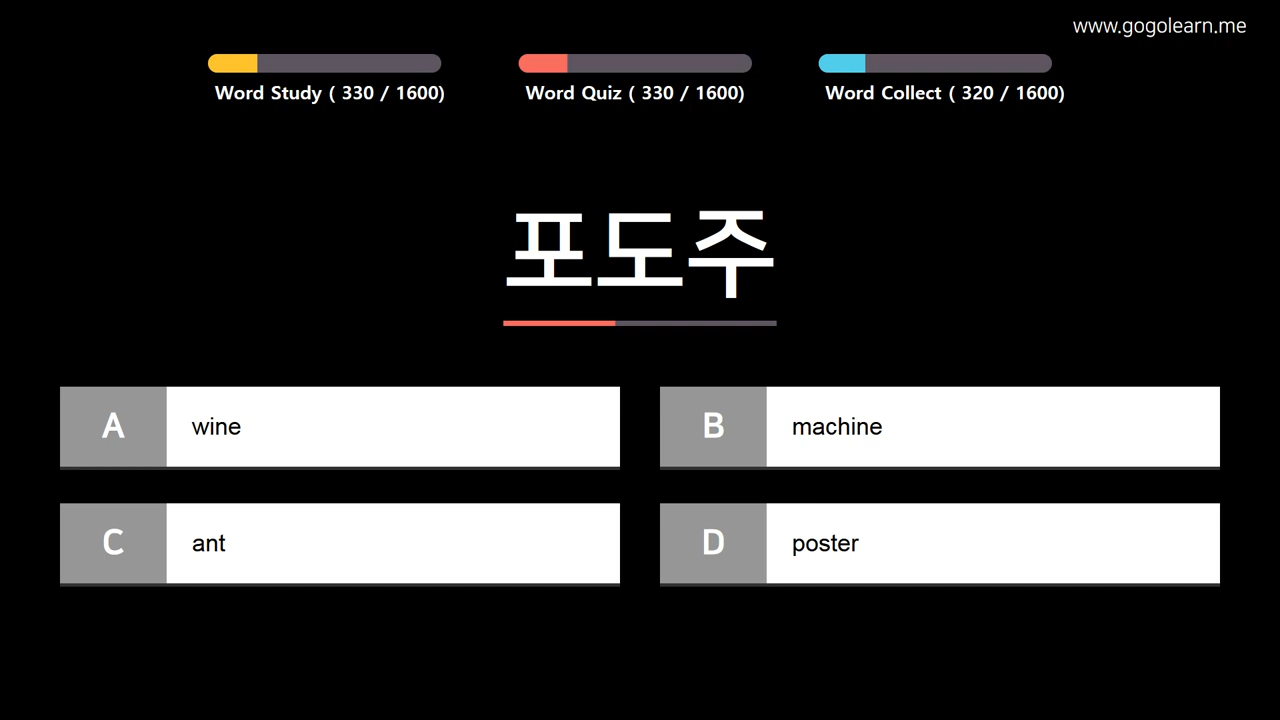 www.gogolearn.me
Word Study ( 330 / 1600)
Word Quiz ( 330 / 1600)
Word Collect ( 320 / 1600)
포도주
A wine
B machine
C ant
D poster